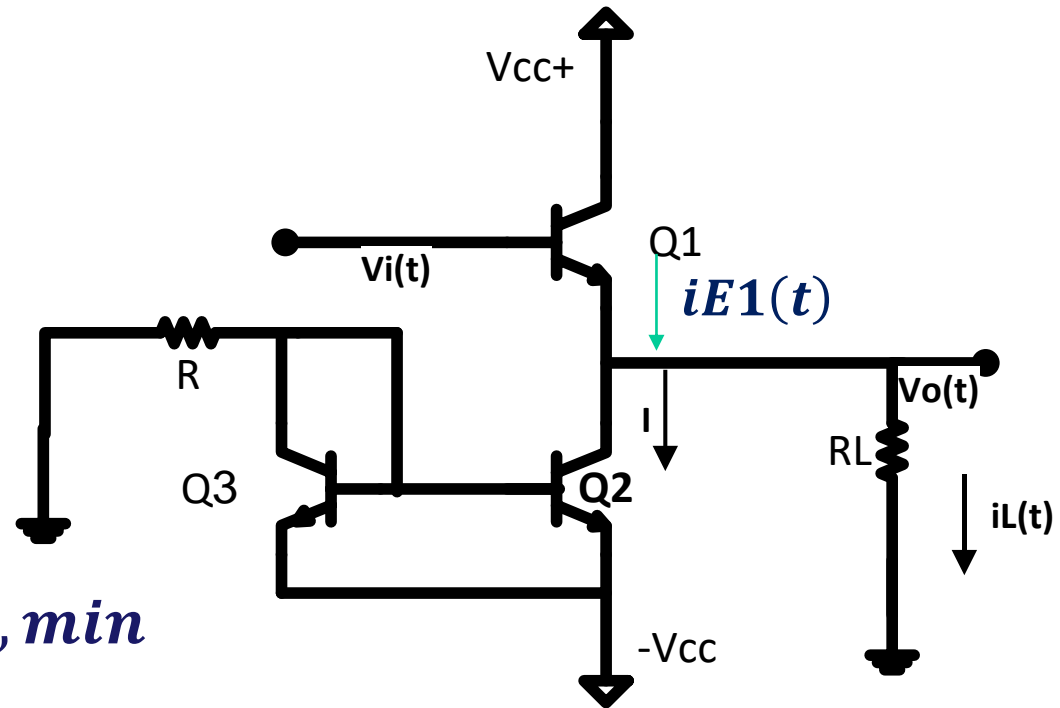 Vcc+
Q1
Vi(t)
iE1(t)
R
Vo(t)
I
RL
Q3
Q2
iL(t)
, min
-Vcc